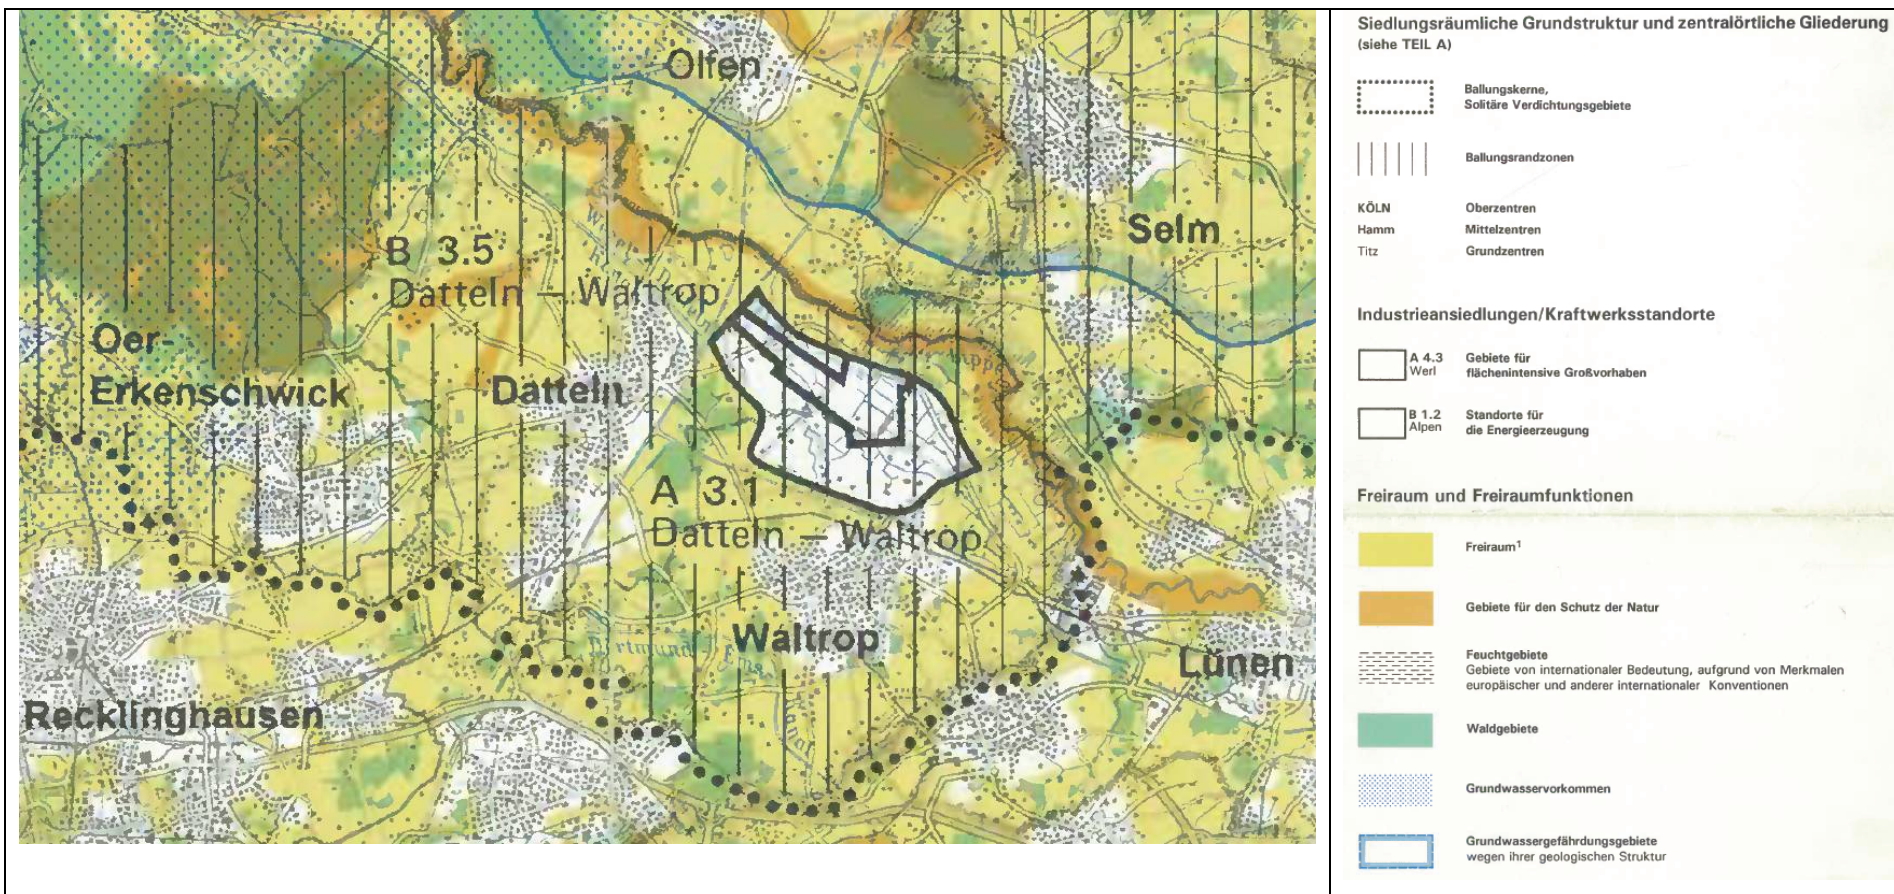 Olfen
Selm
B 3.5
Datteln – Waltrop
Oer-
Erkenschwick
Datteln
A 3.1
Datteln – Waltrop
Waltrop
Lünen
Recklinghausen
Dortmund - Ems
Kanal
Lippe
Siedlungsräumliche Grundstruktur und zentralörtliche Gliederung
(siehe TEIL A)
Ballungskerne,
Solitäre Verdichtungsgebiete
Ballungsrandzonen
KÖLN Oberzentren
Hamm Mittelzentren
Titz Grundzentren
Industrieansiedlungen/Kraftwerksstandorte
A 4.3 Gebiete für
Werl flächenintensive Großvorhaben
B 1.2 Standorte für
Alpen die Energieerzeugung
Freiraum und Freiraumfunktionen
Freiraum¹
Gebiete für den Schutz der Natur
Feuchtgebiete
Gebiete von internationaler Bedeutung, aufgrund von Merkmalen
europäischer und anderer internationaler Konventionen
Waldgebiete
Grundwasservorkommen
Grundwassergefährdungsgebiete
wegen ihrer geologischen Struktur